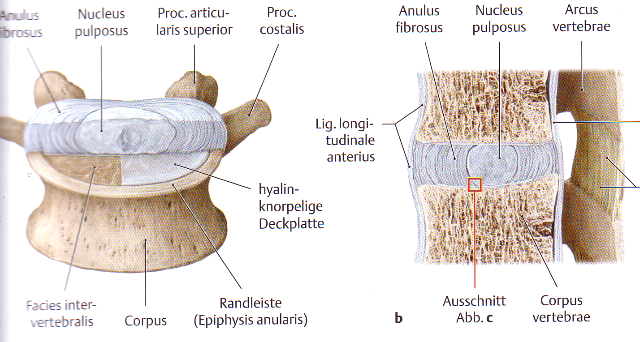 Anulus
fibrosus
Nucleus
pulposus
Proc. articu-
laris superior
Proc.
costalis
hyalin-
knorpelige
Deckplatte
Facies inter-
vertebralis
Corpus
Randleiste
(Epiphysis anularis)
Anulus
fibrosus
Nucleus
pulposus
Arcus
vertebrae
Lig. longi-
tudinale
anterius
b
Ausschnitt
Abb. c
Corpus
vertebrae